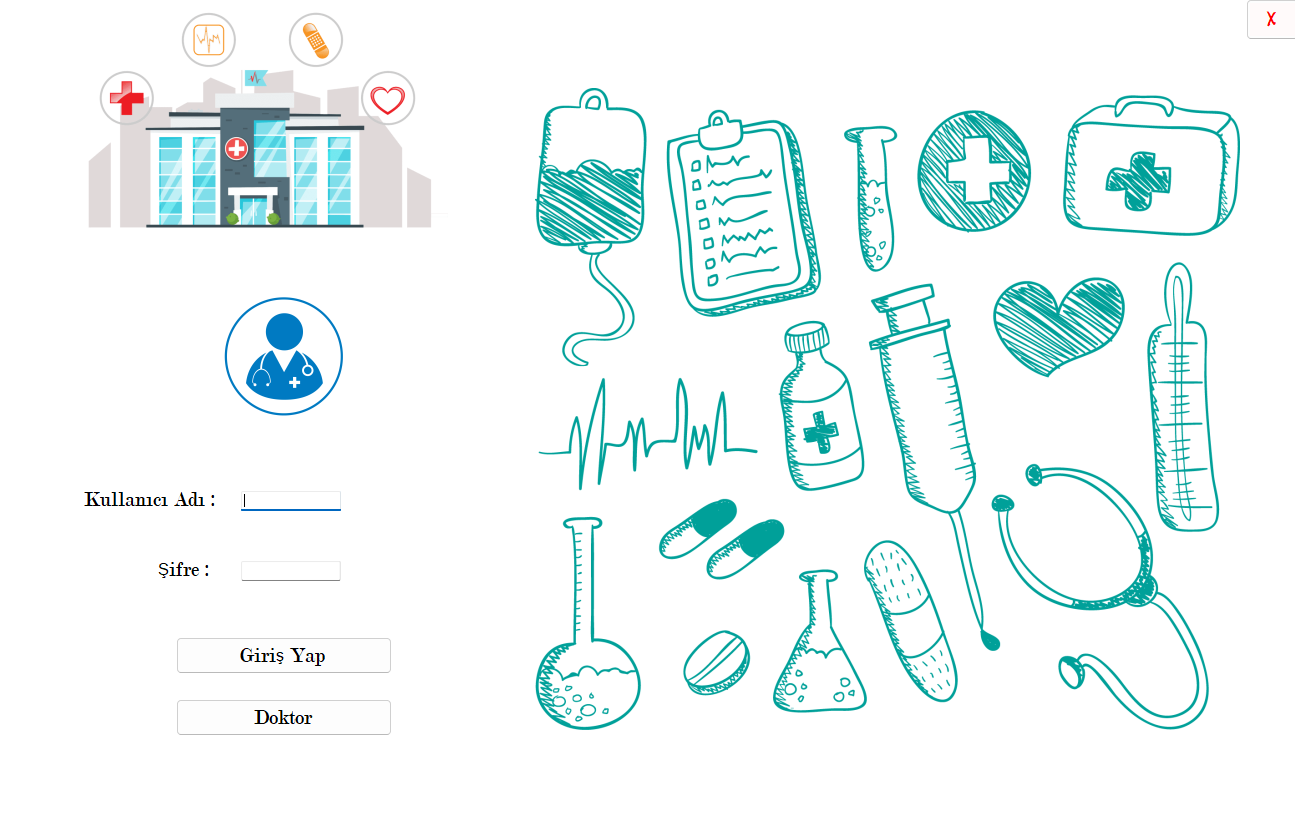 X
Kullanıcı Adı :
Şifre :
Giriş Yap
Doktor